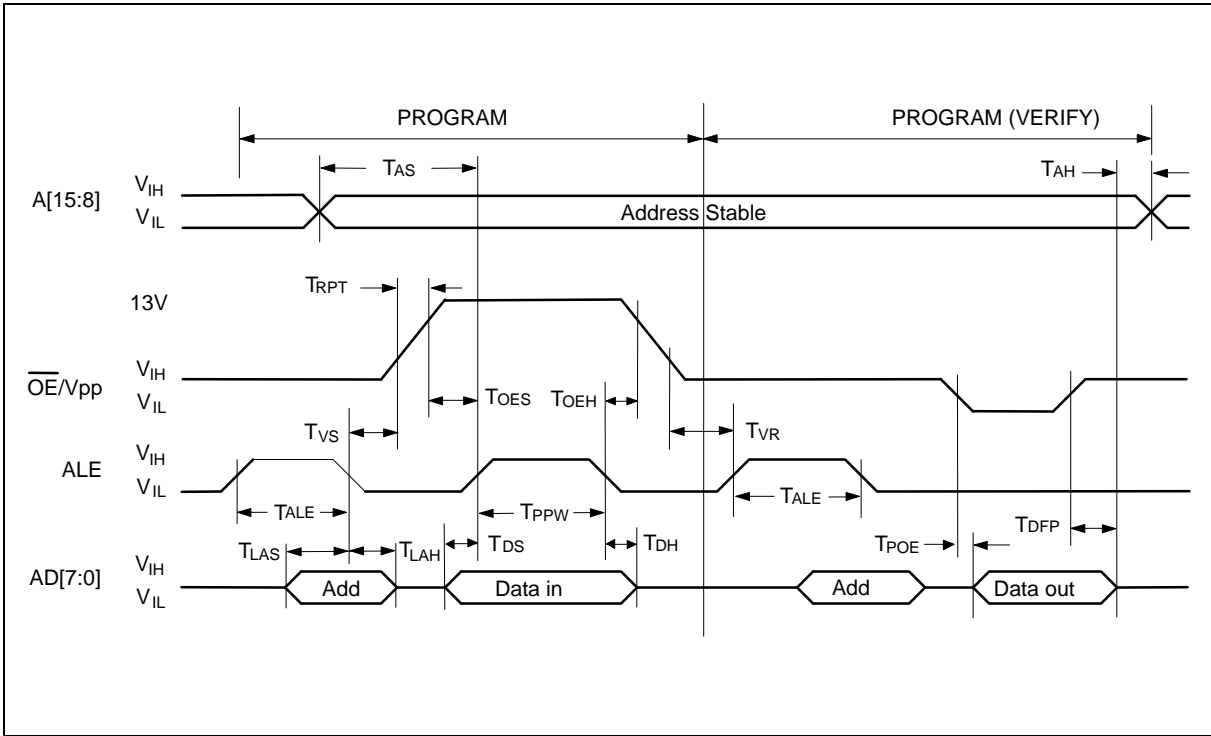 PROGRAM PROGRAM (VERIFY)
TAS TAH
A[15:8] VIH
VIL Address Stable
TRPT
13V
OE/Vpp VIH
VIL
TOES TOEH
TVS TVR
ALE VIH
VIL
TALE TPPW TALE
TLAS TLAH TDS TDH TPOE TDFP
AD[7:0] VIH
VIL Add Data in Add Data out